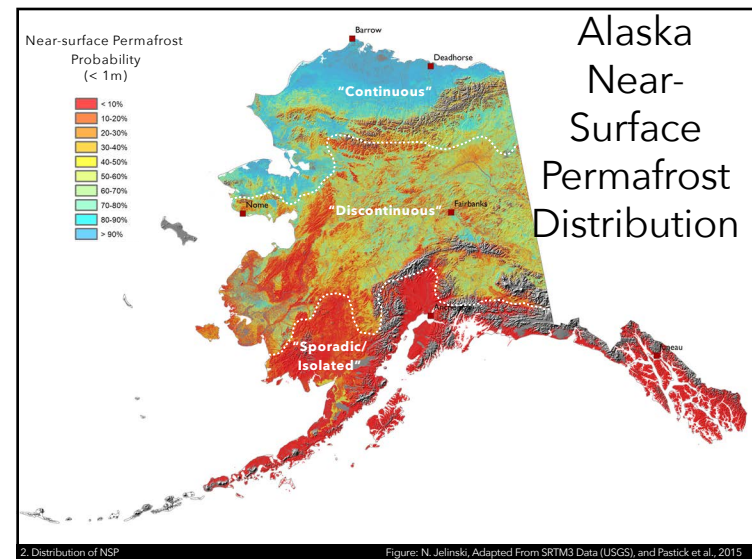 Alaska
Near-
Surface
Permafrost
Distribution
Near-surface Permafrost
Probability
(< 1m)
< 10%
10-20%
20-30%
30-40%
40-50%
50-60%
60-70%
70-80%
80-90%
> 90%
Barrow
Deadhorse
“Continuous”
Nome
“Discontinuous”
Fairbanks
“Sporadic/
Isolated”
Juneau
2. Distribution of NSP
Figure: N. Jelinski, Adapted From SRTM3 Data (USGS), and Pastick et al., 2015